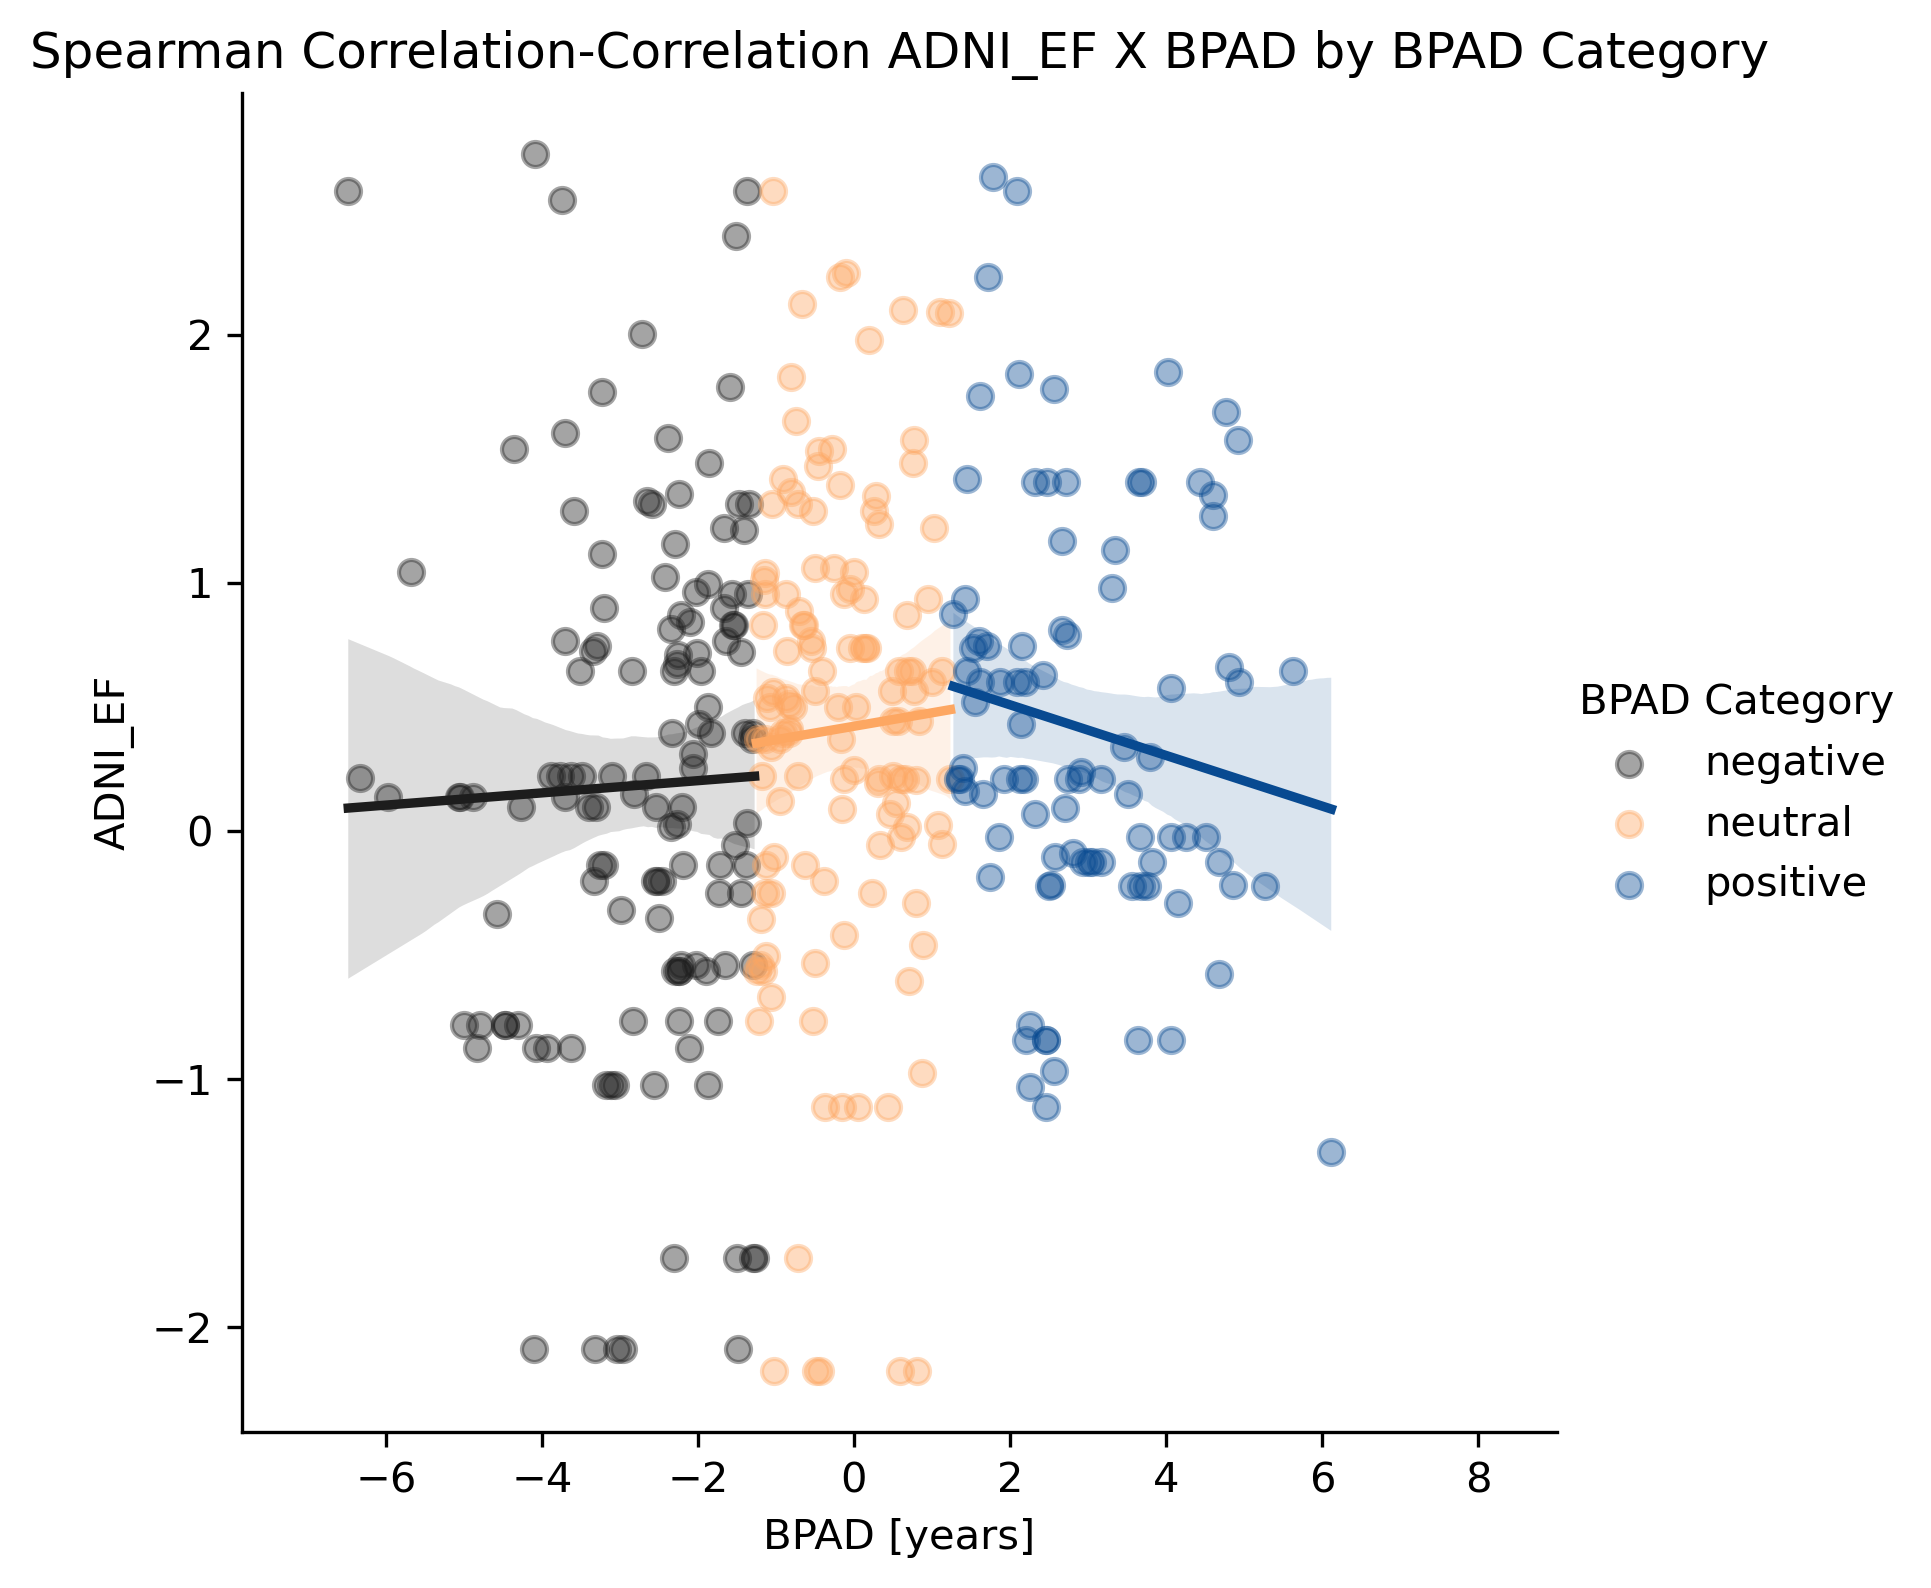 Spearman Correlation-Correlation ADNI_EF X BPAD by BPAD Category
ADNI_EF
2
1
0
−1
−2
−6 −4 −2 0 2 4 6 8
BPAD [years]
BPAD Category
negative
neutral
positive